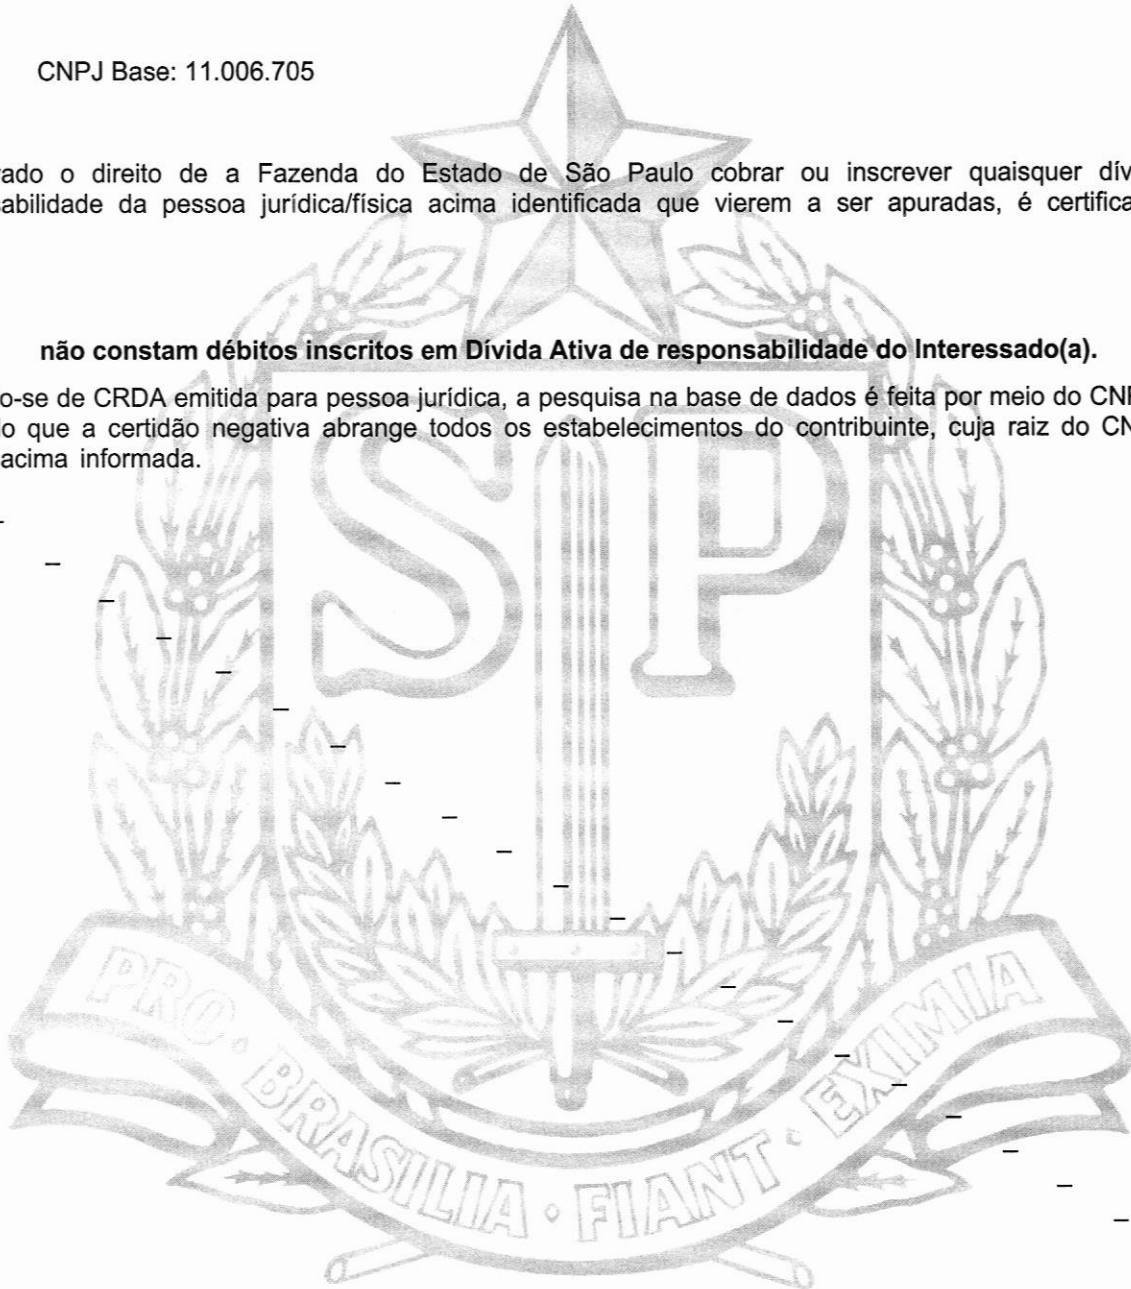 CNPJ Base: 11.006.705
rado o direito de a Fazenda do Estado de São Paulo cobrar ou inscrever quaisquer dív
sabilidade da pessoa jurídica/física acima identificada que vierem a ser apuradas, é certifica
não constam débitos inscritos em Dívida Ativa de responsabilidade do Interessado(a).
o-se de CRDA emitida para pessoa jurídica, a pesquisa na base de dados é feita por meio do CNP
lo que a certidão negativa abrange todos os estabelecimentos do contribuinte, cuja raiz do CN
acima informada.
SP
PRO · BRASILIA · FIANT · EXIMIA